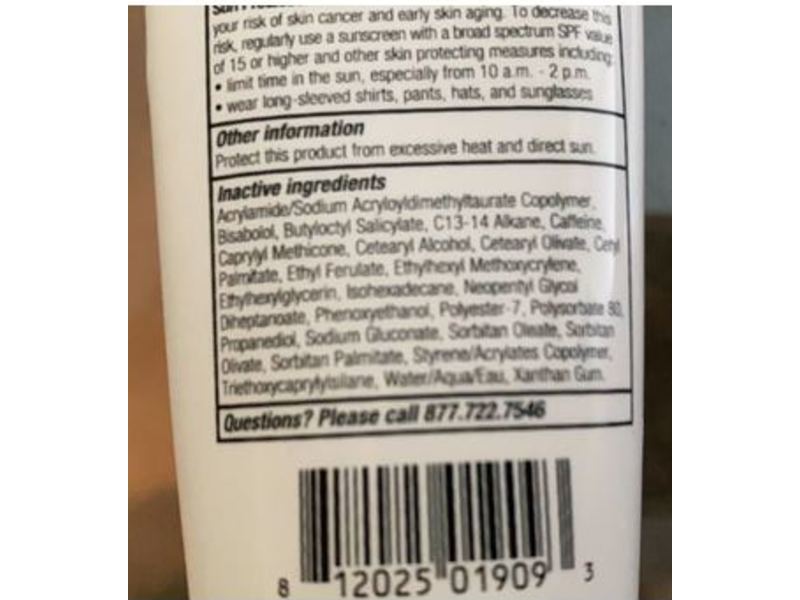 your risk of skin cancer and early skin aging. To decrease this
risk, regularly use a sunscreen with a broad spectrum SPF value
of 15 or higher and other skin protecting measures including:
• limit time in the sun, especially from 10 a.m. - 2 p.m.
• wear long-sleeved shirts, pants, hats, and sunglasses
Other information
Protect this product from excessive heat and direct sun.
Inactive ingredients
Acrylamide/Sodium Acryloyldimethyltaurate Copolymer,
Bisabolol, Butyloctyl Salicylate, C13-14 Alkane, Caffeine,
Caprylyl Methicone, Cetearyl Alcohol, Cetearyl Olivate, Cetyl
Palmitate, Ethyl Ferulate, Ethylhexyl Methoxycrylene,
Ethylhexylglycerin, Isohexadecane, Neopentyl Glycol
Diheptanoate, Phenoxyethanol, Polyester-7, Polysorbate 80,
Propanediol, Sodium Gluconate, Sorbitan Oleate, Sorbitan
Olivate, Sorbitan Palmitate, Styrene/Acrylates Copolymer,
Triethoxycaprylylsilane, Water/Aqua/Eau, Xanthan Gum.
Questions? Please call 877.722.7546
8 12025 01909 3